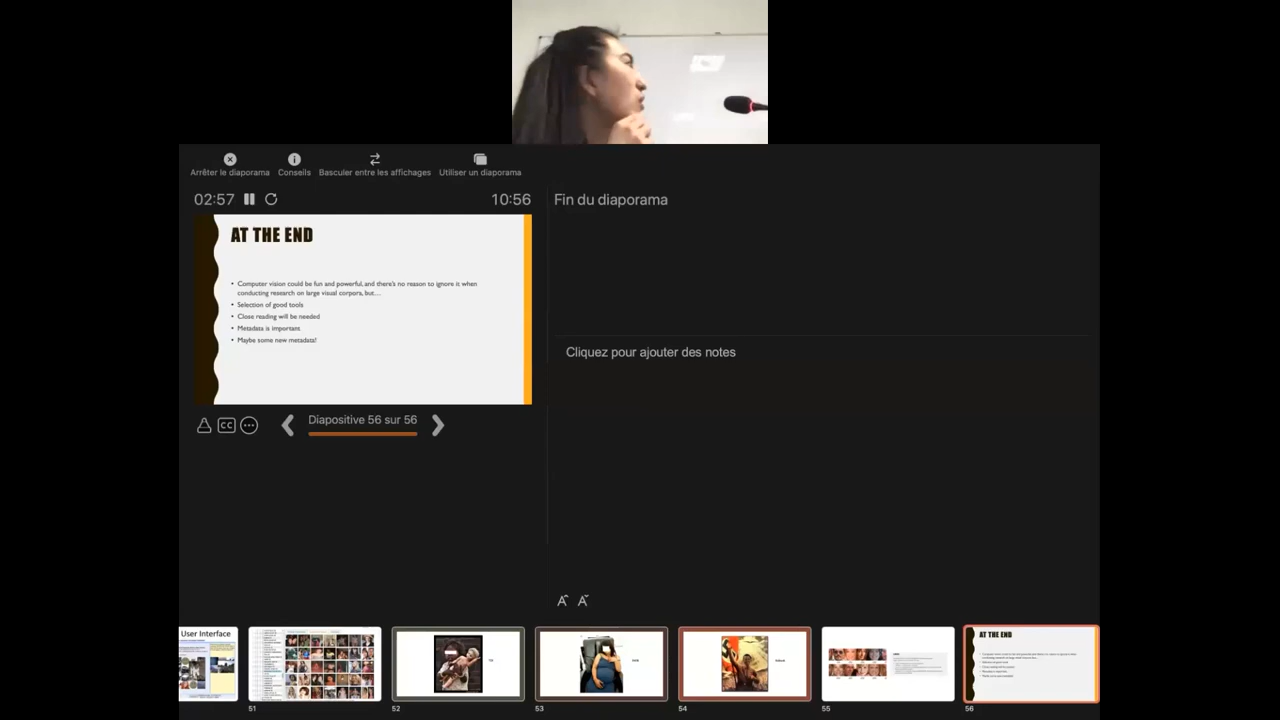 Arrêter le diaporama
Conseils
Basculer entre les affichages
Utiliser un diaporama
02:57
10:56
Fin du diaporama
AT THE END
• Computer vision could be fun and powerful, and there's no reason to ignore it when
conducting research on large visual corpora, but....
• Selection of good tools
• Close reading will be needed
• Metadata is important
• Maybe some new metadata!
Cliquez pour ajouter des notes
CC
Diapositive 56 sur 56
User Interface
AT THE END
51
52
53
54
55
56